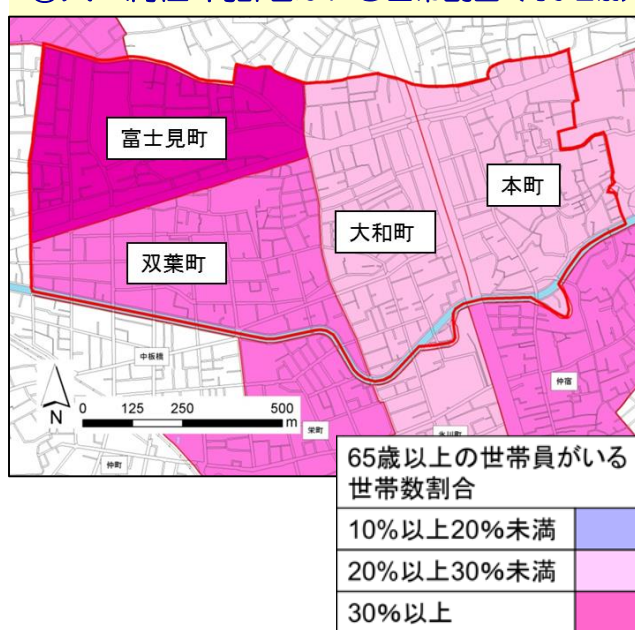 富士見町
本町
大和町
双葉町
中板橋
仲宿
N
0 125 250 500
m
栄町
氷川町
仲町
65歳以上の世帯員がいる
世帯数割合
10%以上20%未満
20%以上30%未満
30%以上